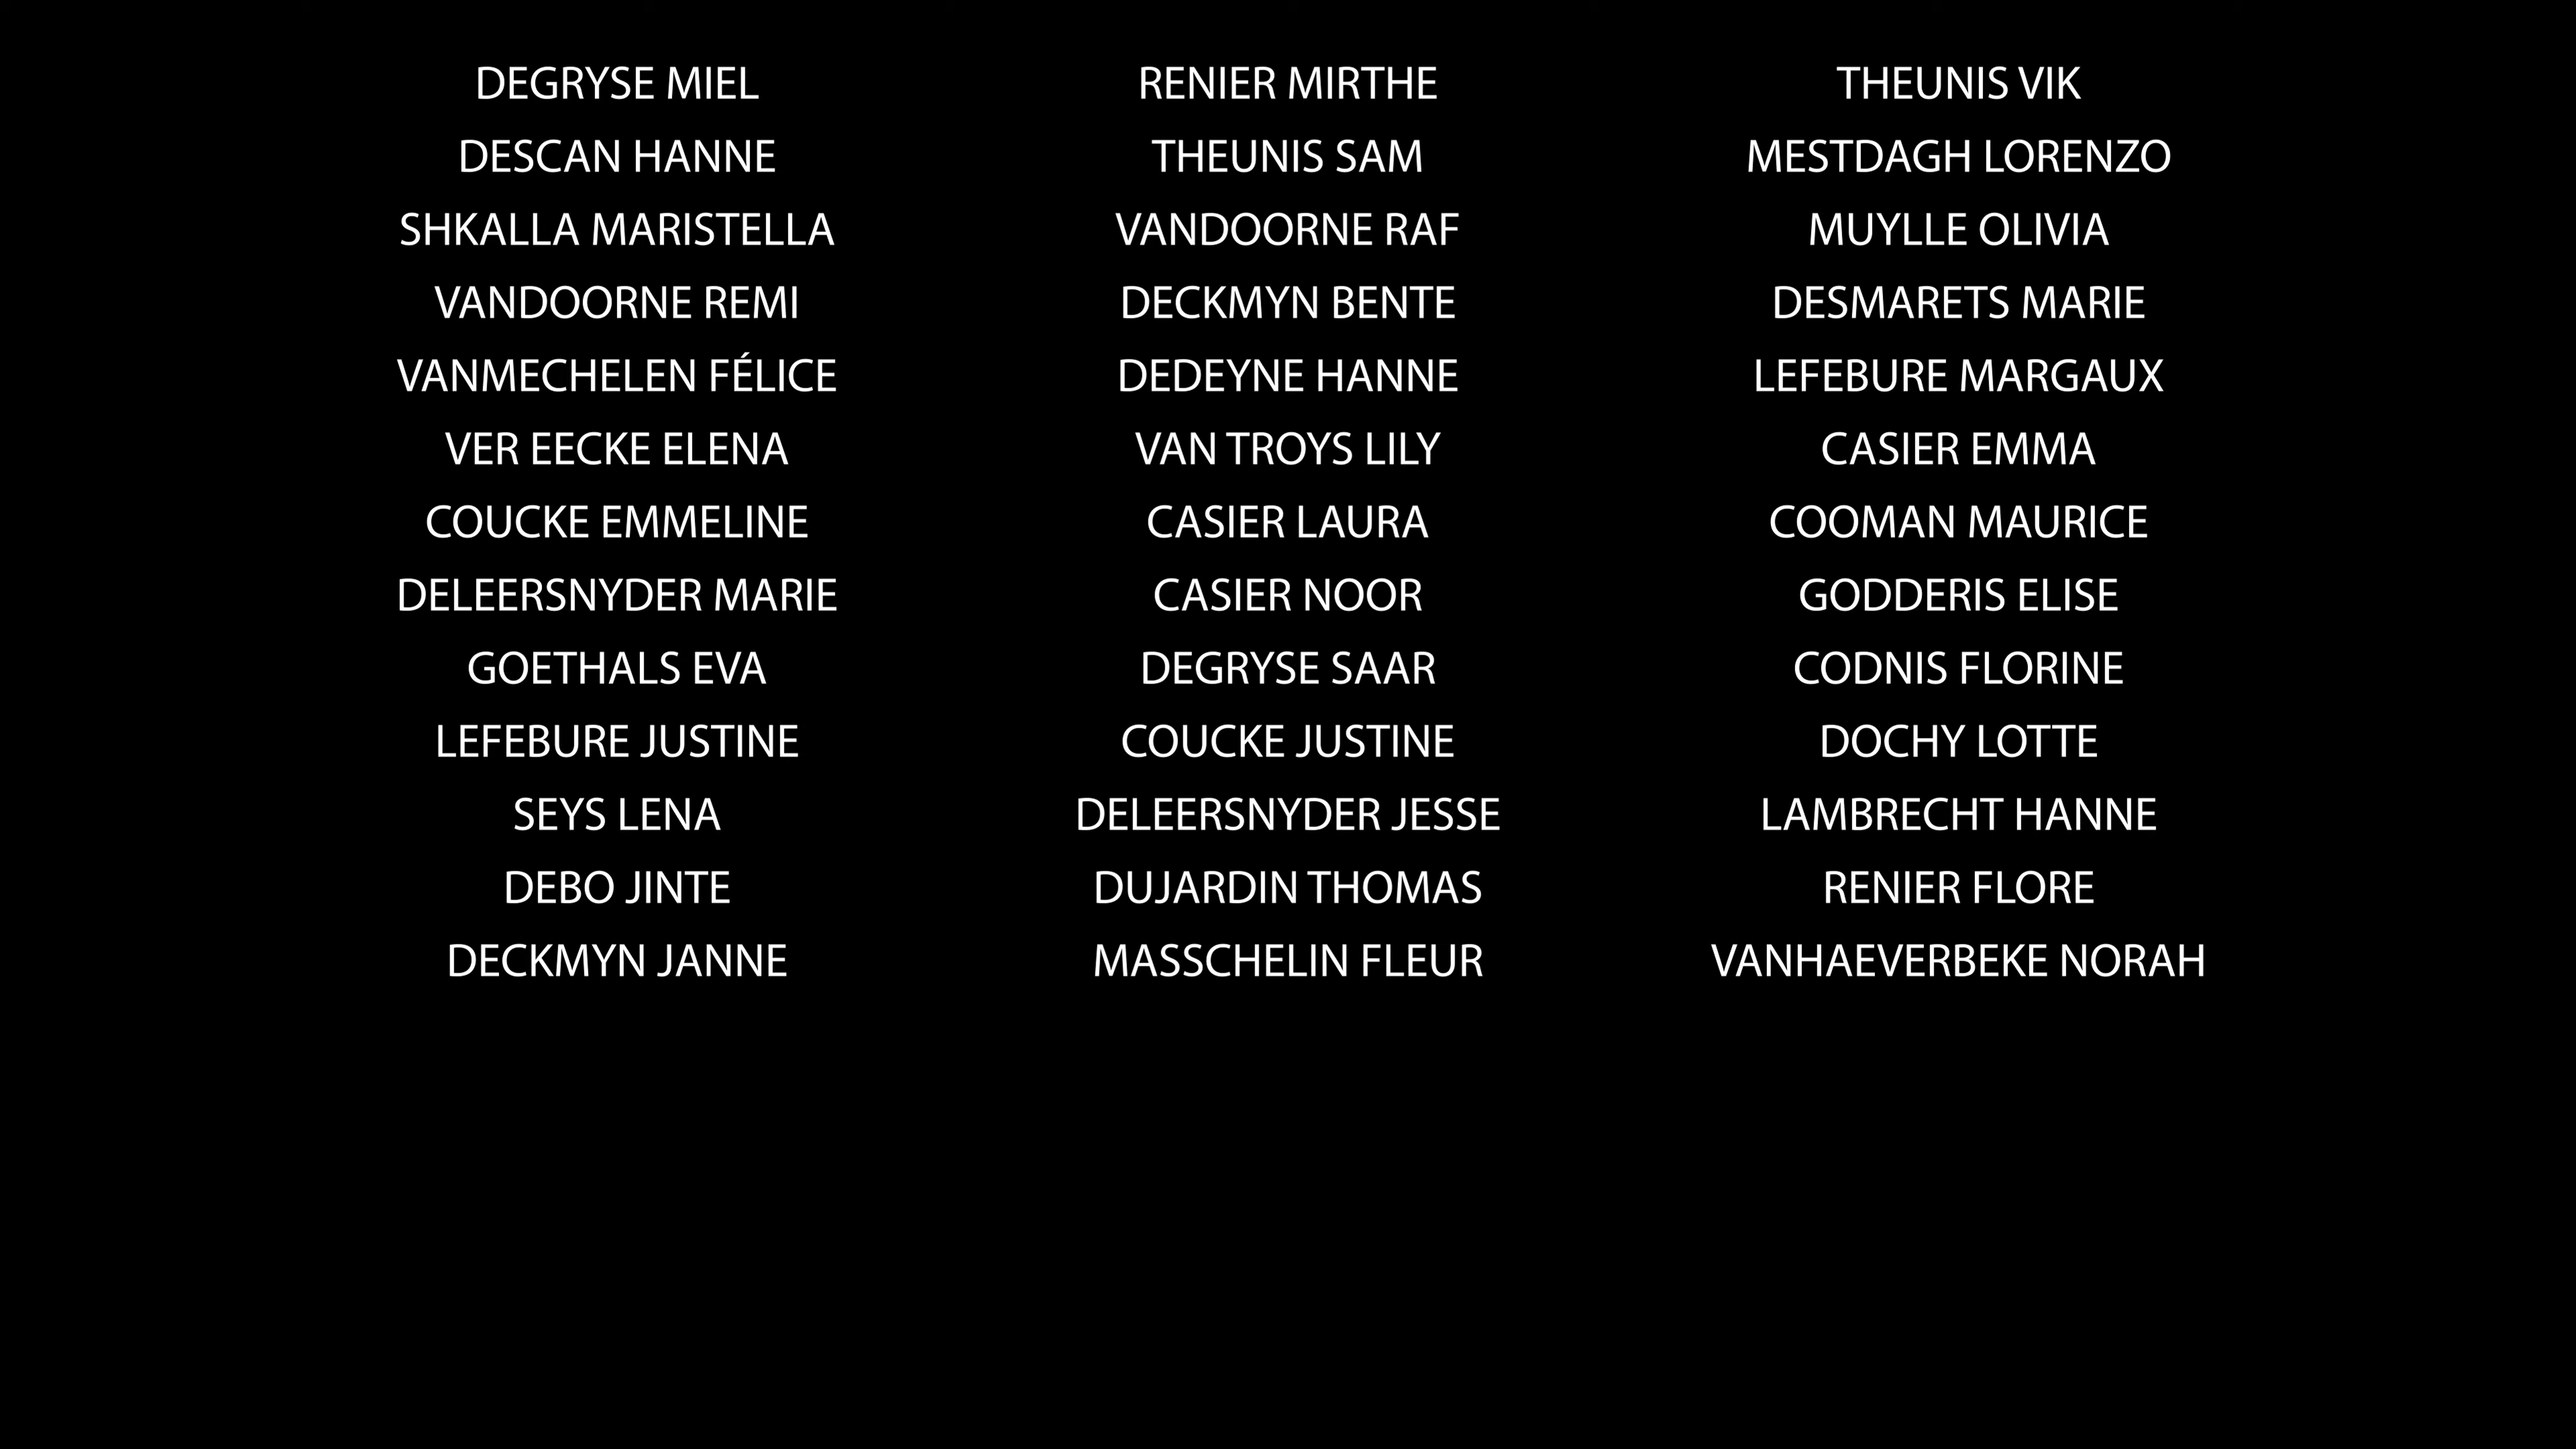 DEGRYSE MIEL
DESCAN HANNE
SHKALLA MARISTELLA
VANDOORNE REMI
VANMECHELEN FÉLICE
VER EECKE ELENA
COUCKE EMMELINE
DELEERSNYDER MARIE
GOETHALS EVA
LEFEBURE JUSTINE
SEYS LENA
DEBO JINTE
DECKMYN JANNE
RENIER MIRTHE
THEUNIS SAM
VANDOORNE RAF
DECKMYN BENTE
DEDEYNE HANNE
VAN TROYS LILY
CASIER LAURA
CASIER NOOR
DEGRYSE SAAR
COUCKE JUSTINE
DELEERSNYDER JESSE
DUJARDIN THOMAS
MASSCHELIN FLEUR
THEUNIS VIK
MESTDAGH LORENZO
MUYLLE OLIVIA
DESMARETS MARIE
LEFEBURE MARGAUX
CASIER EMMA
COOMAN MAURICE
GODDERIS ELISE
CODNIS FLORINE
DOCHY LOTTE
LAMBRECHT HANNE
RENIER FLORE
VANHAEVERBEKE NORAH